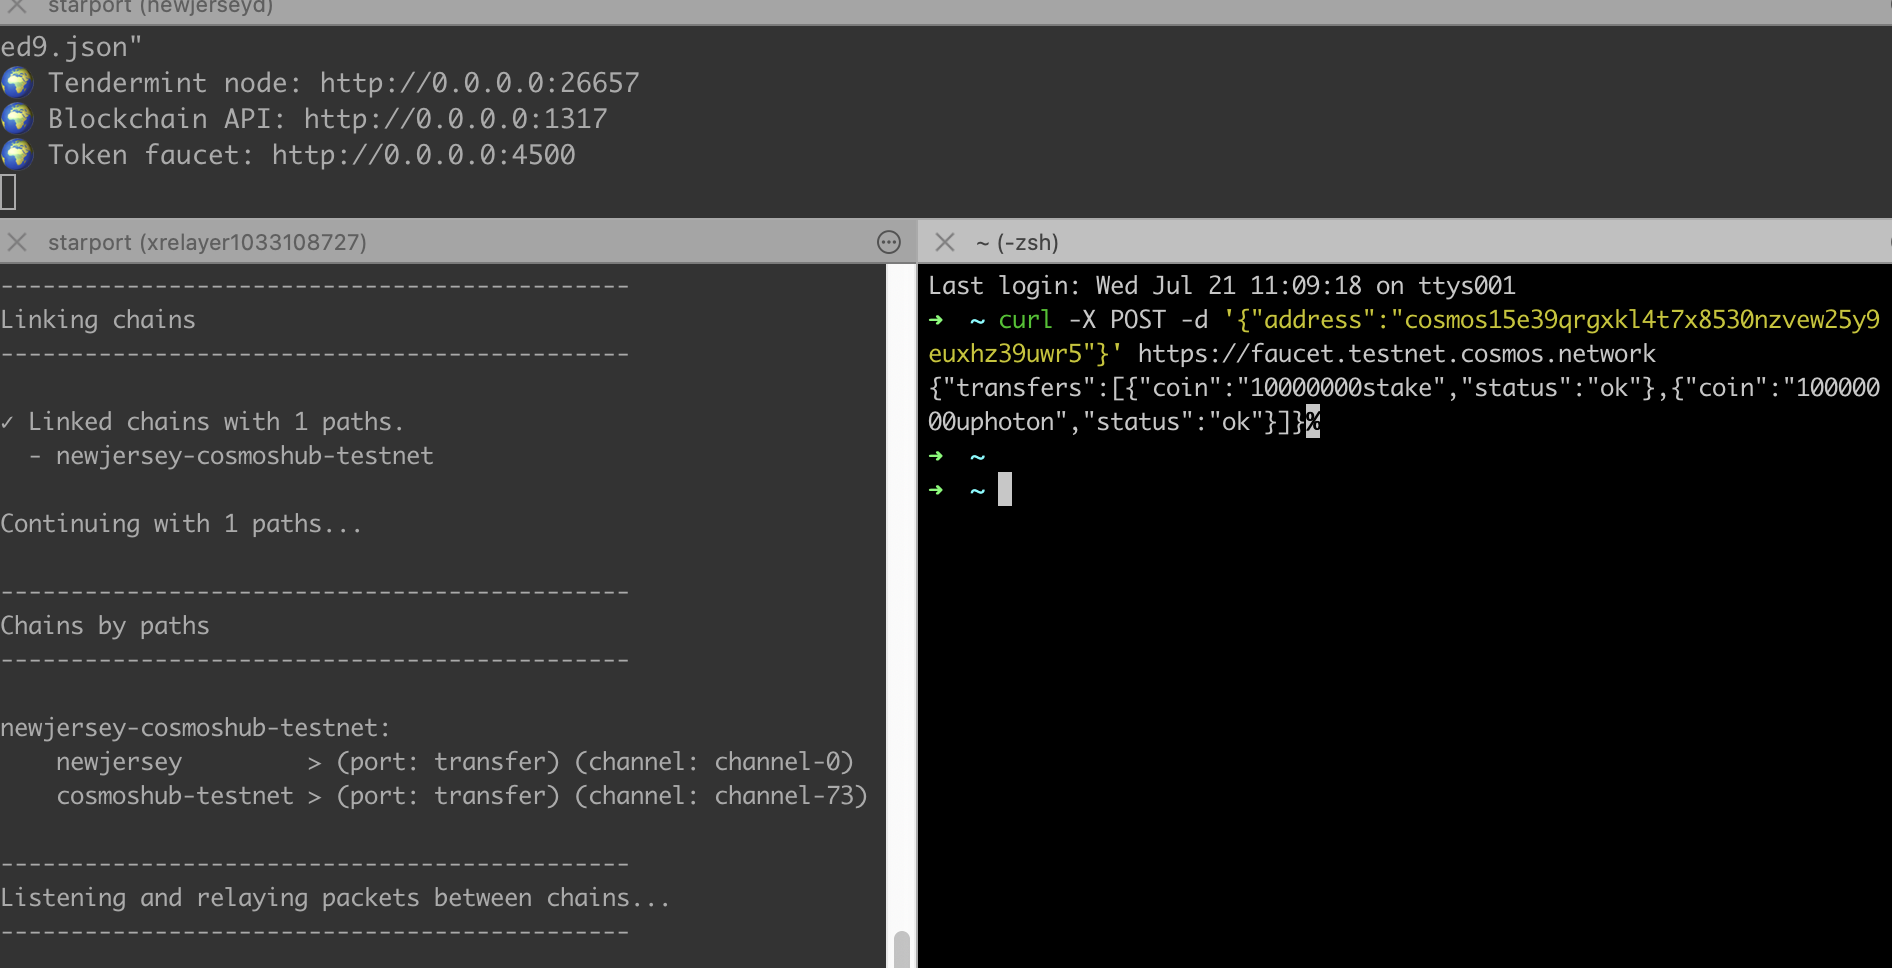 starport (newjerseyd)
ed9.json"
🌍 Tendermint node: http://0.0.0.0:26657
🌍 Blockchain API: http://0.0.0.0:1317
🌍 Token faucet: http://0.0.0.0:4500
starport (xrelayer1033108727)
---------------------------------------------
Linking chains
---------------------------------------------
✓ Linked chains with 1 paths.
  - newjersey-cosmoshub-testnet
Continuing with 1 paths...
---------------------------------------------
Chains by paths
---------------------------------------------
newjersey-cosmoshub-testnet:
    newjersey         > (port: transfer) (channel: channel-0)
    cosmoshub-testnet > (port: transfer) (channel: channel-73)
---------------------------------------------
Listening and relaying packets between chains...
---------------------------------------------
~ (-zsh)
Last login: Wed Jul 21 11:09:18 on ttys001
➜  ~ curl -X POST -d '{"address":"cosmos15e39qrgxkl4t7x8530nzvew25y9
euxhz39uwr5"}' https://faucet.testnet.cosmos.network
{"transfers":[{"coin":"10000000stake","status":"ok"},{"coin":"100000
00uphoton","status":"ok"}]}%
➜  ~
➜  ~